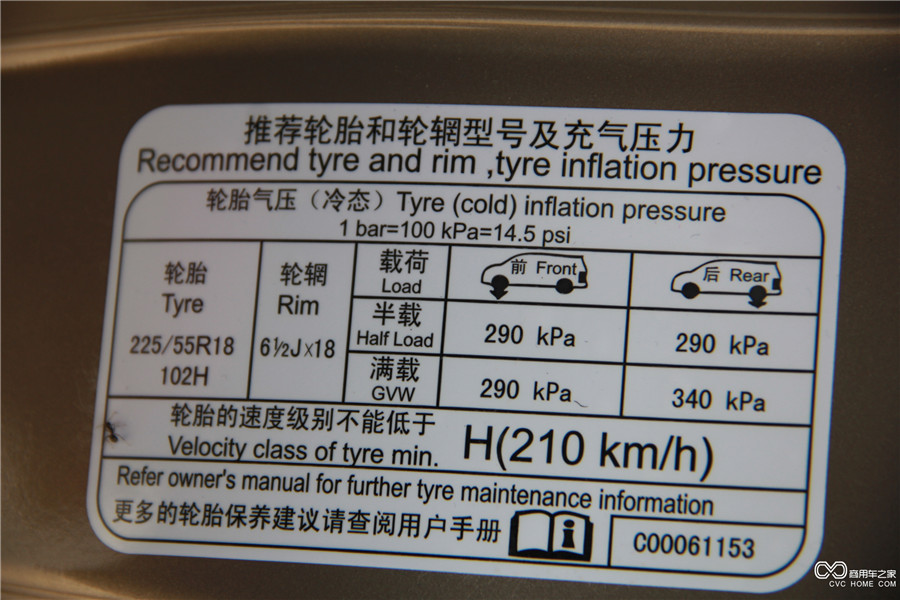 推荐轮胎和轮辋型号及充气压力
Recommend tyre and rim ,tyre inflation pressure
轮胎气压（冷态）Tyre (cold) inflation pressure
1 bar=100 kPa=14.5 psi
轮胎
Tyre
225/55R18
102H
轮辋
Rim
6½J×18
载荷
Load
前 Front
后 Rear
半载
Half Load
290 kPa
290 kPa
满载
GVW
290 kPa
340 kPa
轮胎的速度级别不能低于
Velocity class of tyre min.
H(210 km/h)
Refer owner's manual for further tyre maintenance information
更多的轮胎保养建议请查阅用户手册
i
C00061153
商用车之家
CVC HOME.COM